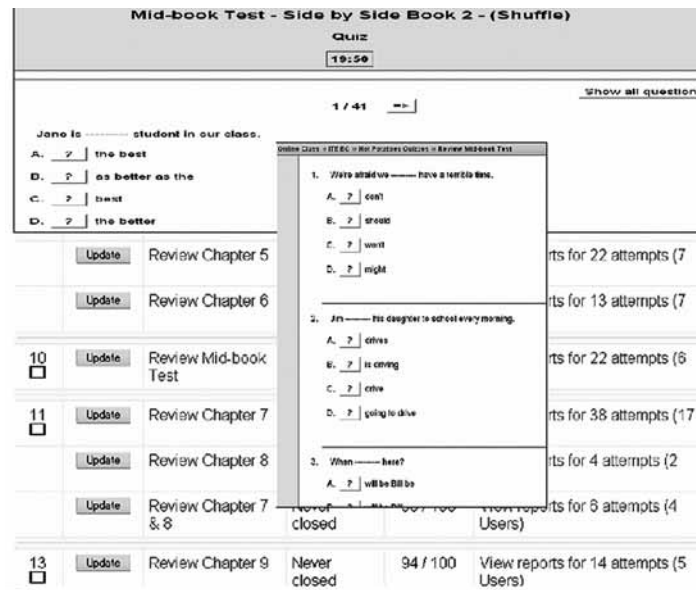 Mid-book Test - Side by Side Book 2 - (Shuffle)
Quiz
19:50
Show all question
1 / 41
Jane is ---------- student in our class.
A. ? the best
B. ? as better as the
C. ? best
D. ? the better
Online Class » ITE BC » Hot Potatoes Quizzes » Review Mid-book Test
1. We're afraid we -------- have a terrible time.
A. ? don't
B. ? should
C. ? won't
D. ? might
2. Jim -------- his daughter to school every morning.
A. ? drives
B. ? is driving
C. ? drive
D. ? going to drive
3. When -------- here?
A. ? will be Bill be
Update Review Chapter 5 rts for 22 attempts (7
Update Review Chapter 6 rts for 13 attempts (7
10 Update Review Mid-book rts for 22 attempts (6
Test
11 Update Review Chapter 7 rts for 38 attempts (17
Update Review Chapter 8 rts for 4 attempts (2
Update Review Chapter 7 Never View reports for 6 attempts (4
& 8 closed Users)
13 Update Review Chapter 9 Never 94 / 100 View reports for 14 attempts (5
closed Users)